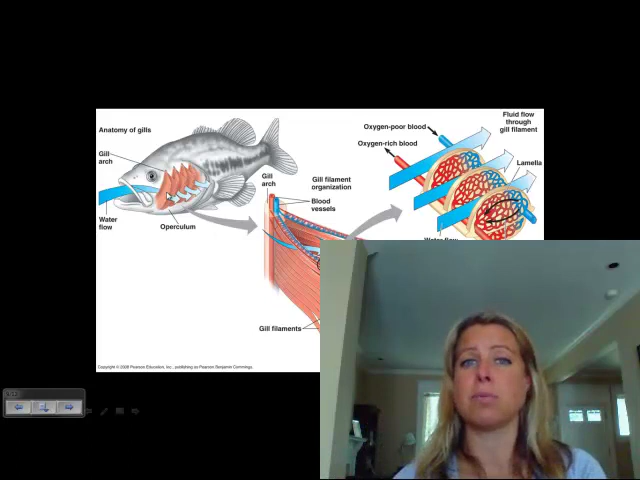 Anatomy of gills
Gill
arch
Water
flow
Operculum
Gill
arch
Gill filament
organization
Blood
vessels
Gill filaments
Oxygen-poor blood
Oxygen-rich blood
Fluid flow
through
gill filament
Lamella
Copyright © 2008 Pearson Education, Inc., publishing as Pearson Benjamin Cummings.